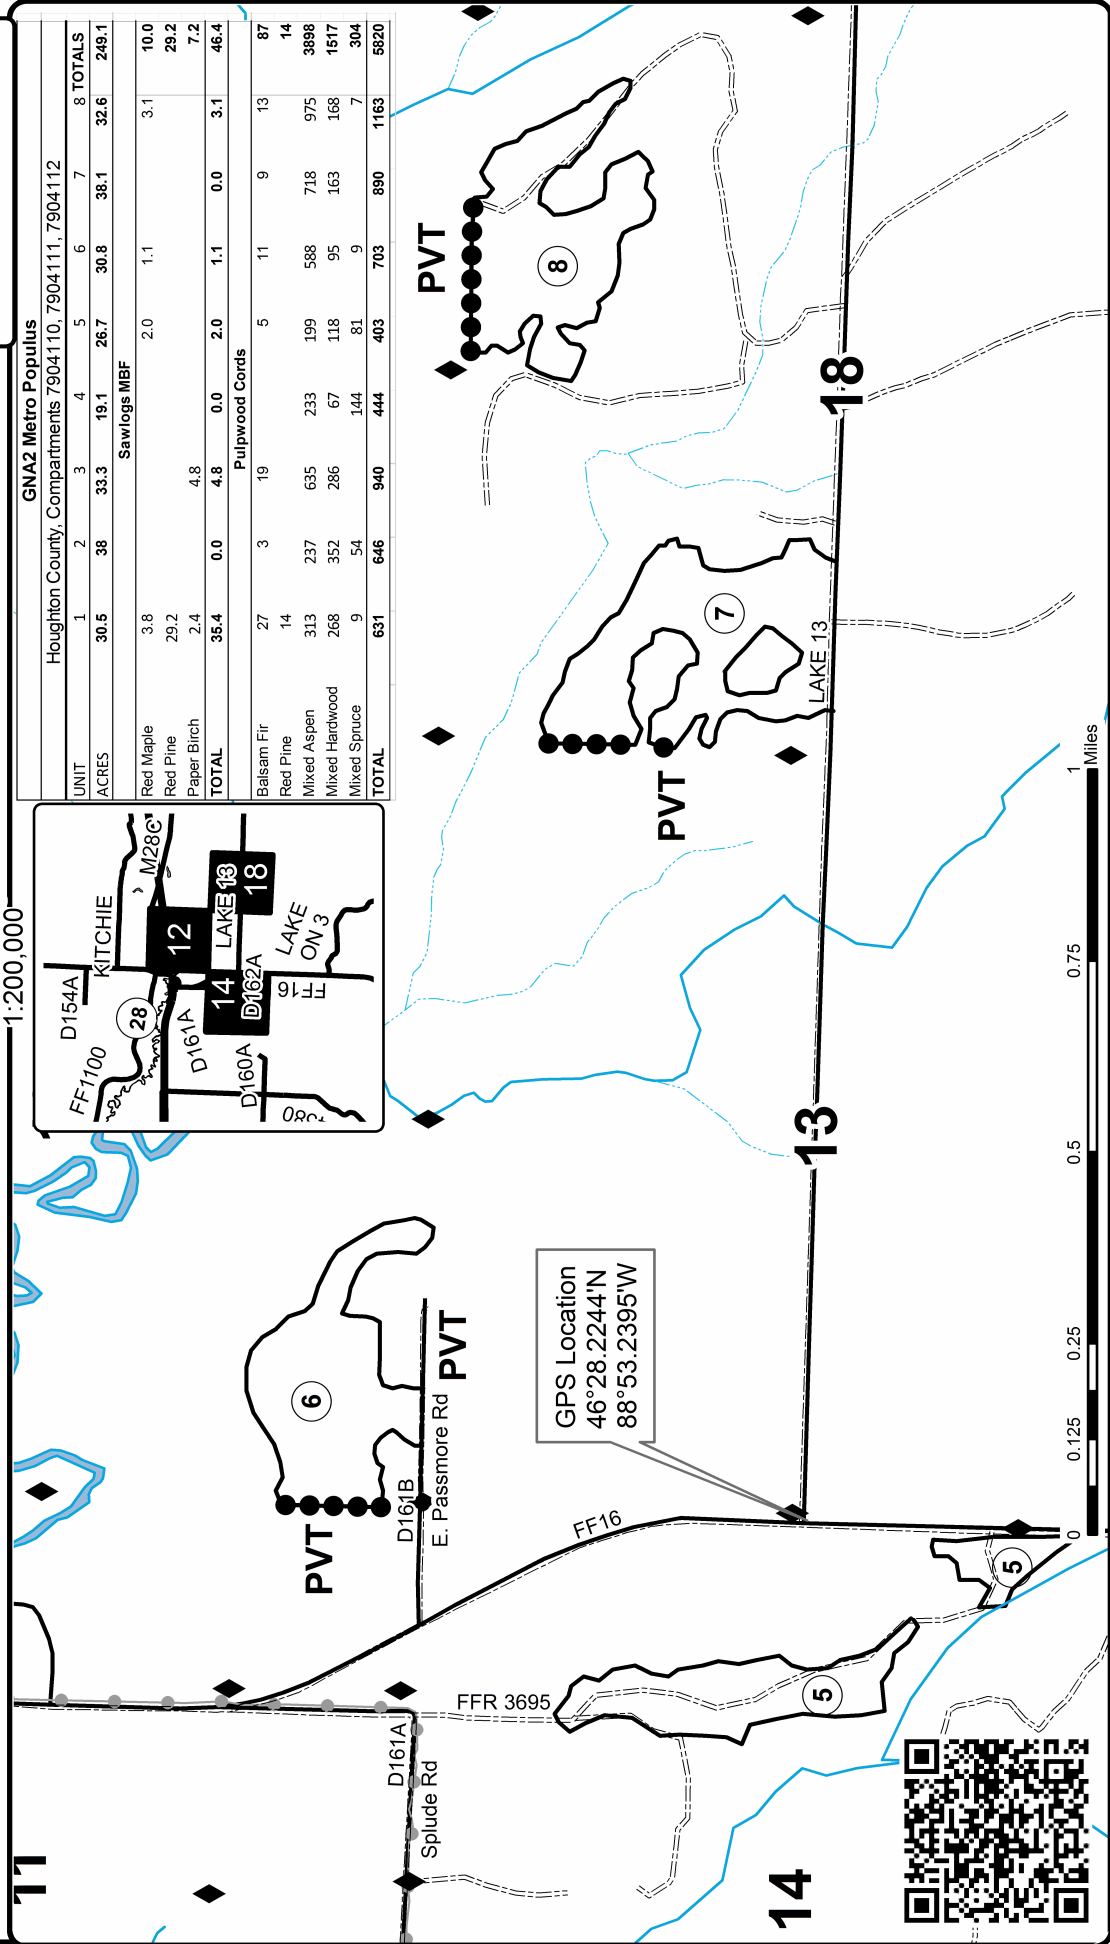 1:200,000
GNA2 Metro Populus
Houghton County, Compartments 7904110, 7904111, 7904112
UNIT 1 2 3 4 5 6 7 8 TOTALS
ACRES 30.5 38 33.3 19.1 26.7 30.8 38.1 32.6 249.1
Sawlogs MBF
Red Maple 3.8 2.0 1.1 3.1 10.0
Red Pine 29.2 29.2
Paper Birch 2.4 4.8 7.2
TOTAL 35.4 0.0 4.8 0.0 2.0 1.1 0.0 3.1 46.4
Pulpwood Cords
Balsam Fir 27 3 19 5 11 9 13 87
Red Pine 14 14
Mixed Aspen 313 237 635 233 199 588 718 975 3898
Mixed Hardwood 268 352 286 67 118 95 163 168 1517
Mixed Spruce 9 54 144 81 9 7 304
TOTAL 631 646 940 444 403 703 890 1163 5820
D154A
KITCHIE
M28C
FF1100
28
12
D161A
14
LAKE 13
18
D160A
D162A
LAKE
ON 3
FF16
11
PVT
6
D161B
E. Passmore Rd
PVT
D161A
Splude Rd
FFR 3695
FF16
GPS Location
46°28.2244'N
88°53.2395'W
PVT
8
PVT
7
LAKE 13
5
5
14
13
18
0 0.125 0.25 0.5 0.75 1
Miles